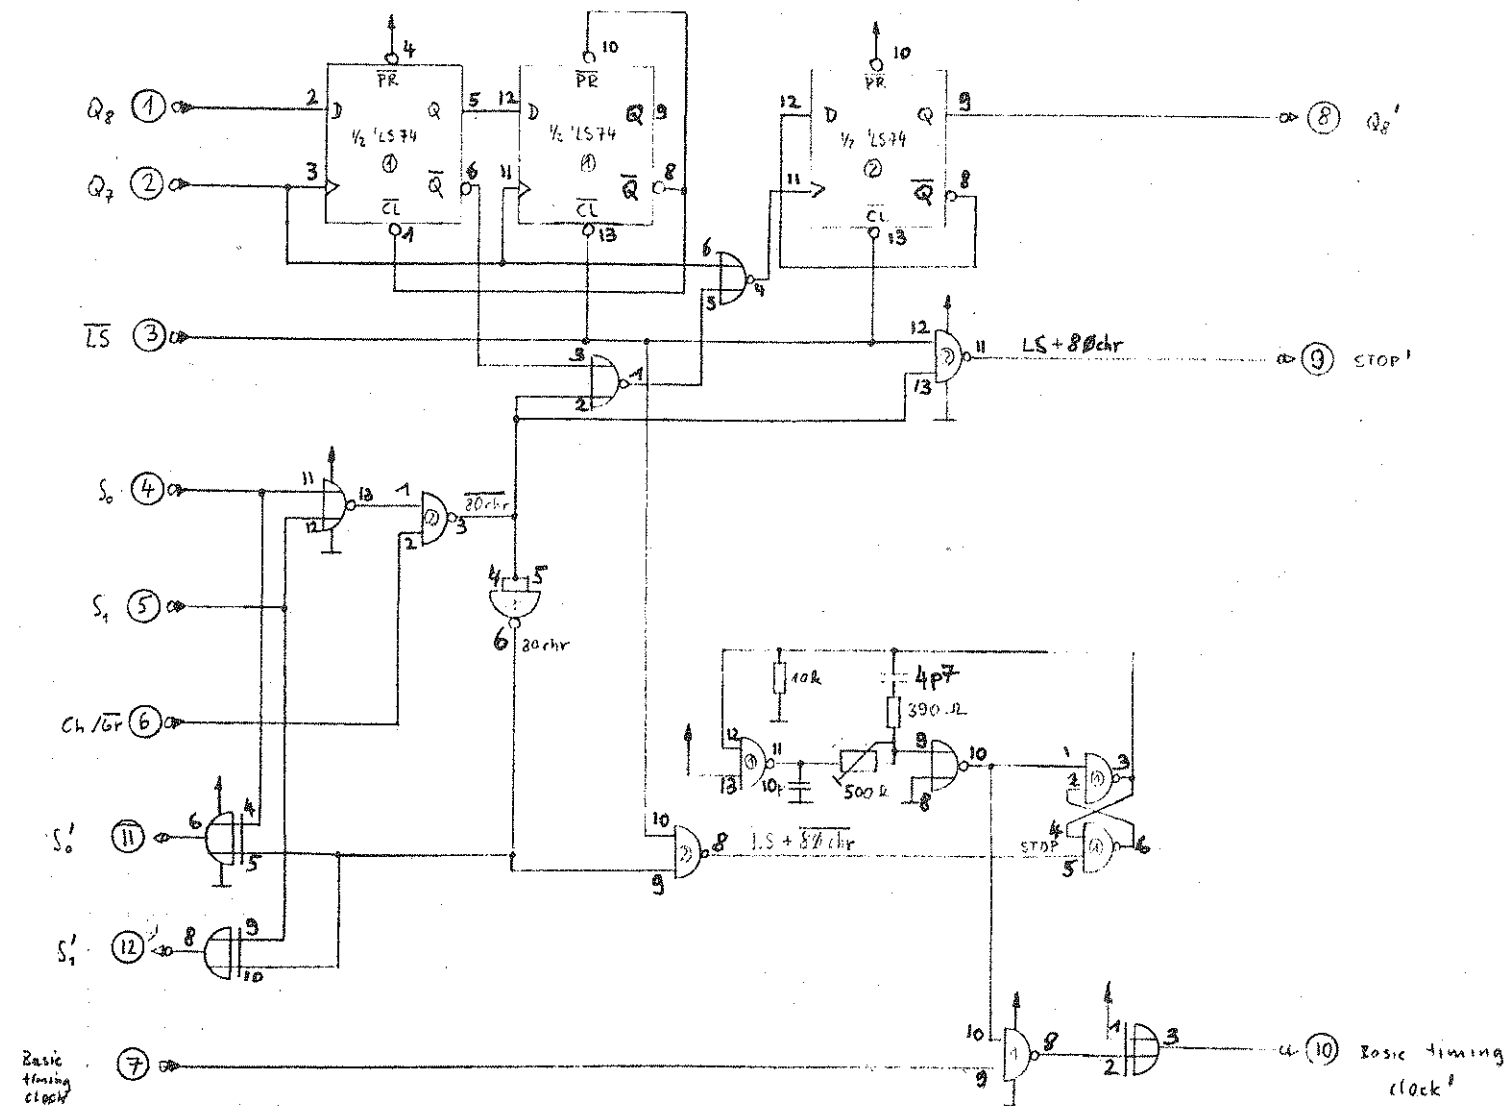 4
10
10
PR
PR
PR
Q8 1
2 D Q 5
12 D Q 9
12 D Q 9
8 Q8'
1/2 'LS74
1/2 'LS74
1/2 'LS74
1
1
2
Q7 2
3 Q 6
11 Q 8
11 Q 8
CL
CL
CL
1
13
13
6
5
4
LS 3
12
11 LS + 80chr
9 STOP'
13
3
2
1
S0 4
11
12
13
1
2
3
80chr
S1 5
4 5
6 80chr
Ch/Gr 6
10k
4p7
390 Ω
12
13
11
10p
500 Ω
9
8
10
1
2
3
4
5
6
S0' 11
6
4
5
10
9
8 LS + 80chr
STOP
S1' 12
8
9
10
Basic
timing
clock
7
10
9
8
1
2
3
10 Basic timing
clock'